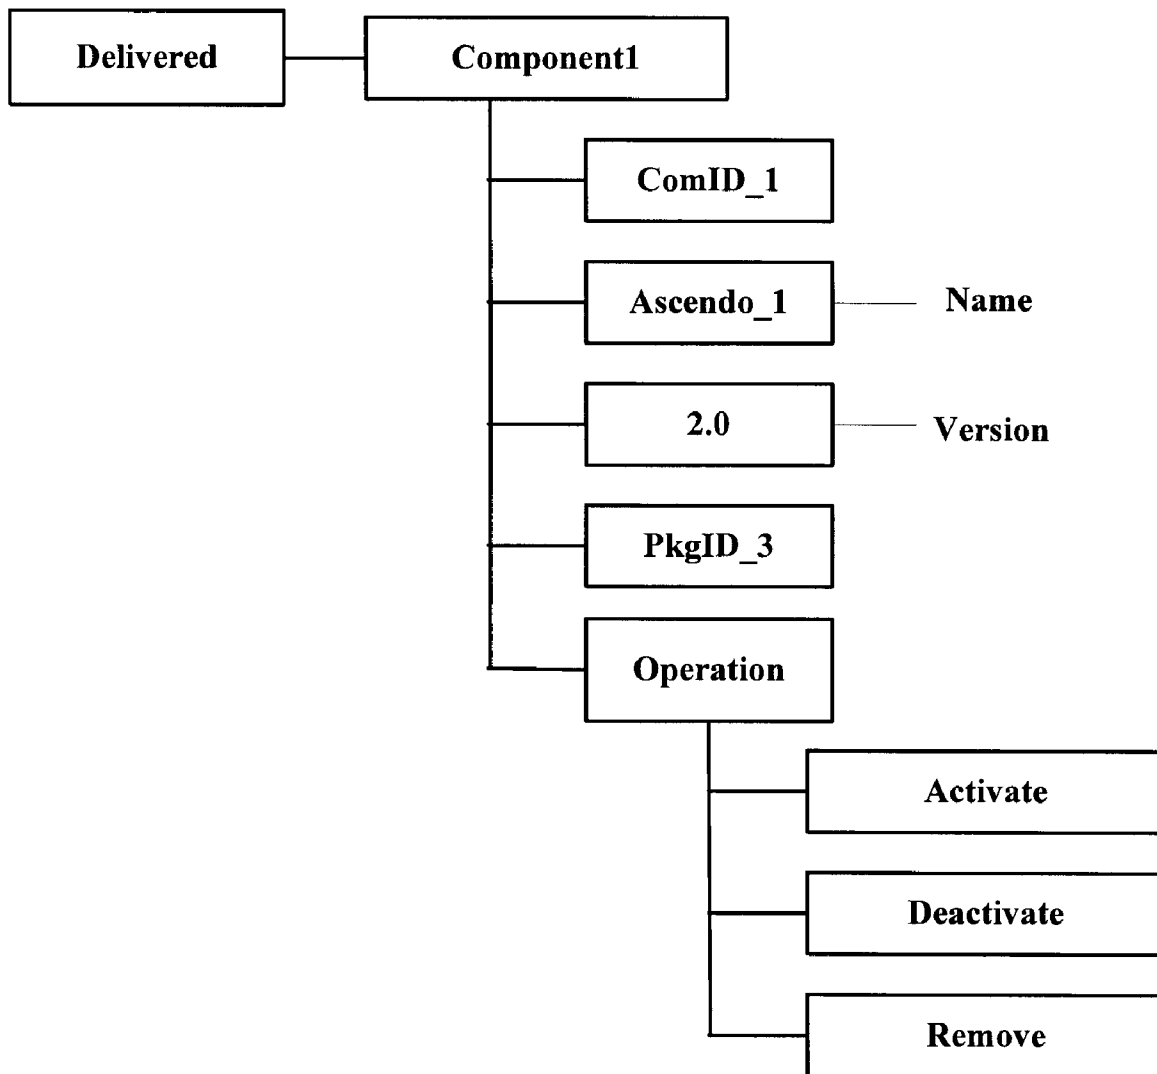 Delivered
Component1
ComID_1
Ascendo_1
Name
2.0
Version
PkgID_3
Operation
Activate
Deactivate
Remove